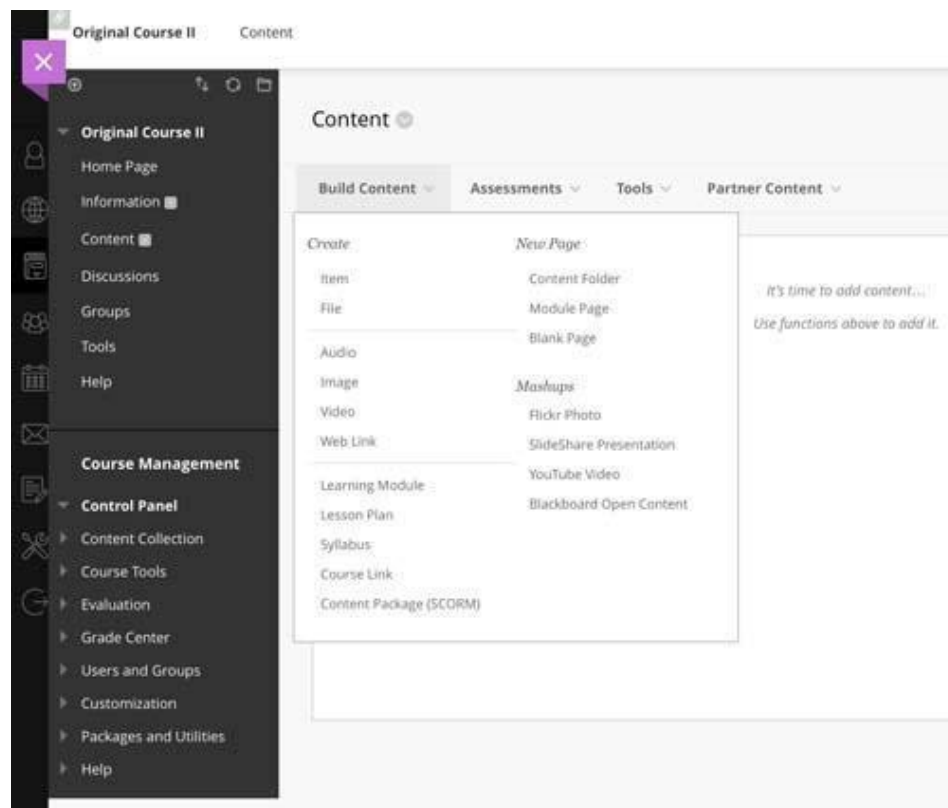 Original Course II Content
Original Course II
Home Page
Information
Content
Discussions
Groups
Tools
Help
Course Management
Control Panel
Content Collection
Course Tools
Evaluation
Grade Center
Users and Groups
Customization
Packages and Utilities
Help
Content
Build Content Assessments Tools Partner Content
Create
Item
File
Audio
Image
Video
Web Link
Learning Module
Lesson Plan
Syllabus
Course Link
Content Package (SCORM)
New Page
Content Folder
Module Page
Blank Page
Mashups
Flickr Photo
SlideShare Presentation
YouTube Video
Blackboard Open Content
It's time to add content...
Use functions above to add it.